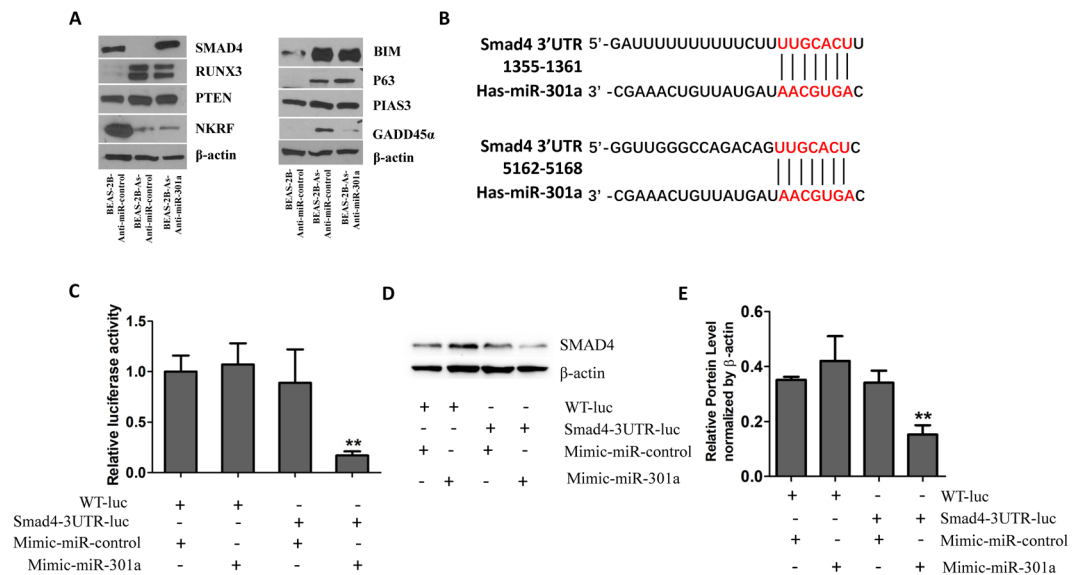 A
SMAD4
RUNX3
PTEN
NKRF
β-actin
BEAS-2B-
Anti-miR-control
BEAS-2B-As-
Anti-miR-control
BEAS-2B-As-
Anti-miR-301a
BIM
P63
PIAS3
GADD45α
β-actin
BEAS-2B-
Anti-miR-control
BEAS-2B-As-
Anti-miR-control
BEAS-2B-As-
Anti-miR-301a
B
Smad4 3’UTR 5’-GAUUUUUUUUUUCUUUUGCACUU
1355-1361
Has-miR-301a 3’ -CGAAACUGUUAUGAUAACGUGAC
Smad4 3’UTR 5’-GGUUGGGCCAGACAGUUGCACUC
5162-5168
Has-miR-301a 3’ -CGAAACUGUUAUGAUAACGUGAC
C
Relative luciferase activity
1.5
1.0
0.5
0.0
**
WT-luc + + - -
Smad4-3UTR-luc - - + +
Mimic-miR-control + - + -
Mimic-miR-301a - + - +
D
SMAD4
β-actin
+ + - - WT-luc
- - + + Smad4-3UTR-luc
+ - + - Mimic-miR-control
- + - + Mimic-miR-301a
E
Relative Portein Level
normalized by β-actin
0.6
0.4
0.2
0.0
**
+ + - - WT-luc
- - + + Smad4-3UTR-luc
+ - + - Mimic-miR-control
- + - + Mimic-miR-301a